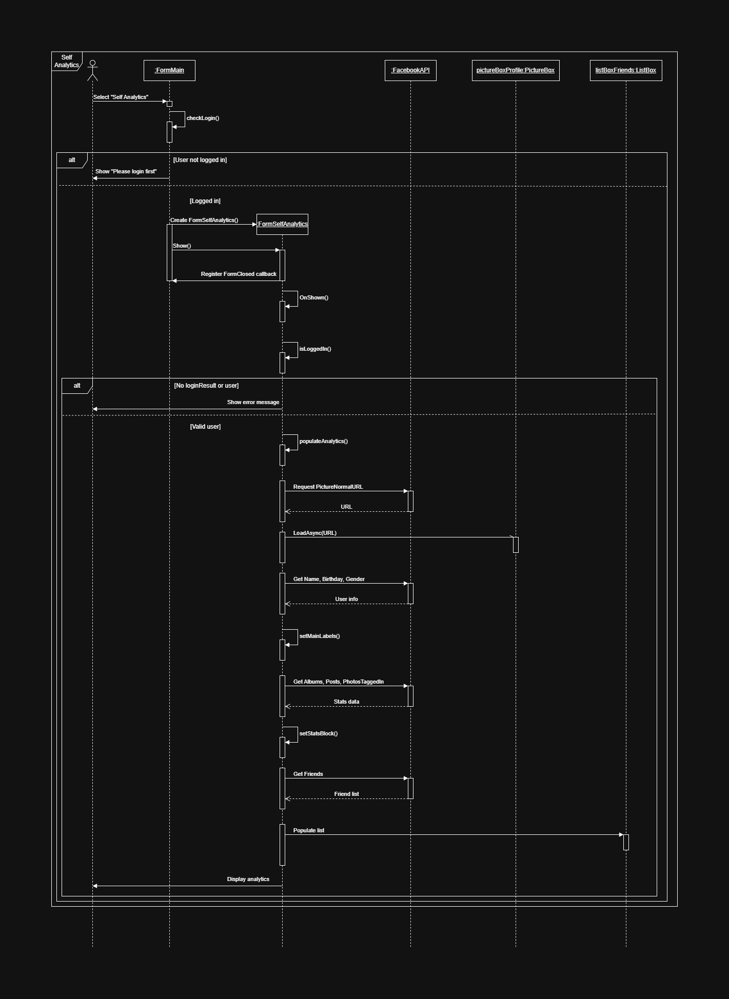 Self
Analytics
:FormMain
:FacebookAPI
pictureBoxProfile:PictureBox
listBoxFriends:ListBox
Select "Self Analytics"
checkLogin()
alt
[User not logged in]
Show "Please login first"
[Logged in]
Create FormSelfAnalytics()
:FormSelfAnalytics
Show()
Register FormClosed callback
OnShown()
isLoggedIn()
alt
[No loginResult or user]
Show error message
[Valid user]
populateAnalytics()
Request PictureNormalURL
URL
LoadAsync(URL)
Get Name, Birthday, Gender
User info
setMainLabels()
Get Albums, Posts, PhotosTaggedIn
Stats data
setStatsBlock()
Get Friends
Friend list
Populate list
Display analytics